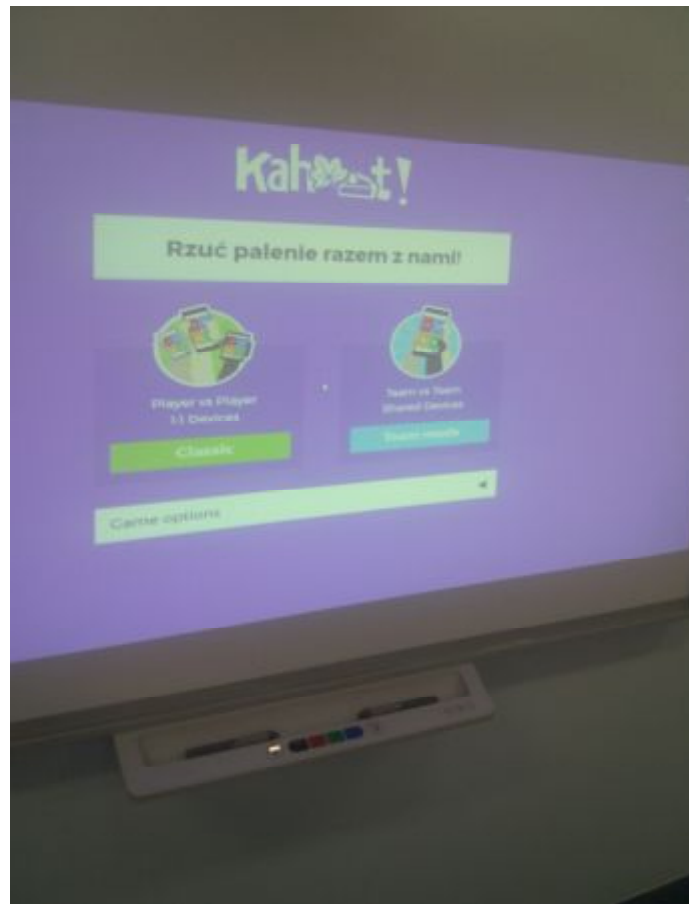 Kahoot!
Rzuć palenie razem z nami!
Player vs Player
1:1 Devices
Classic
Team vs Team
Shared Devices
Team mode
Game options